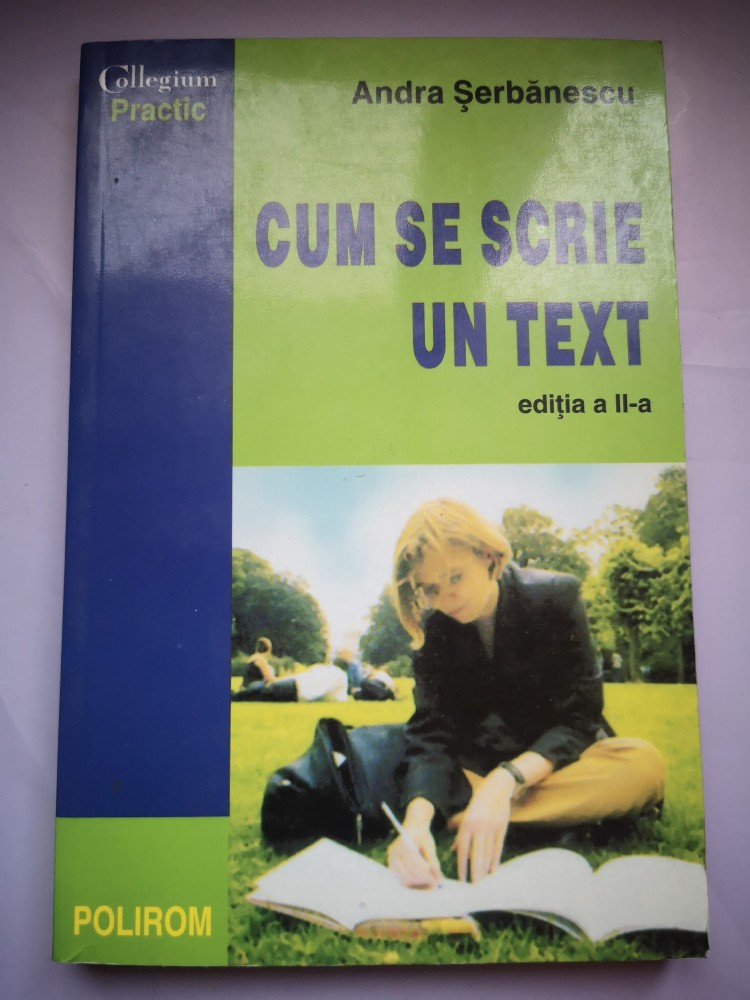 Collegium
Practic
Andra Şerbănescu
CUM SE SCRIE
UN TEXT
ediţia a II-a
POLIROM